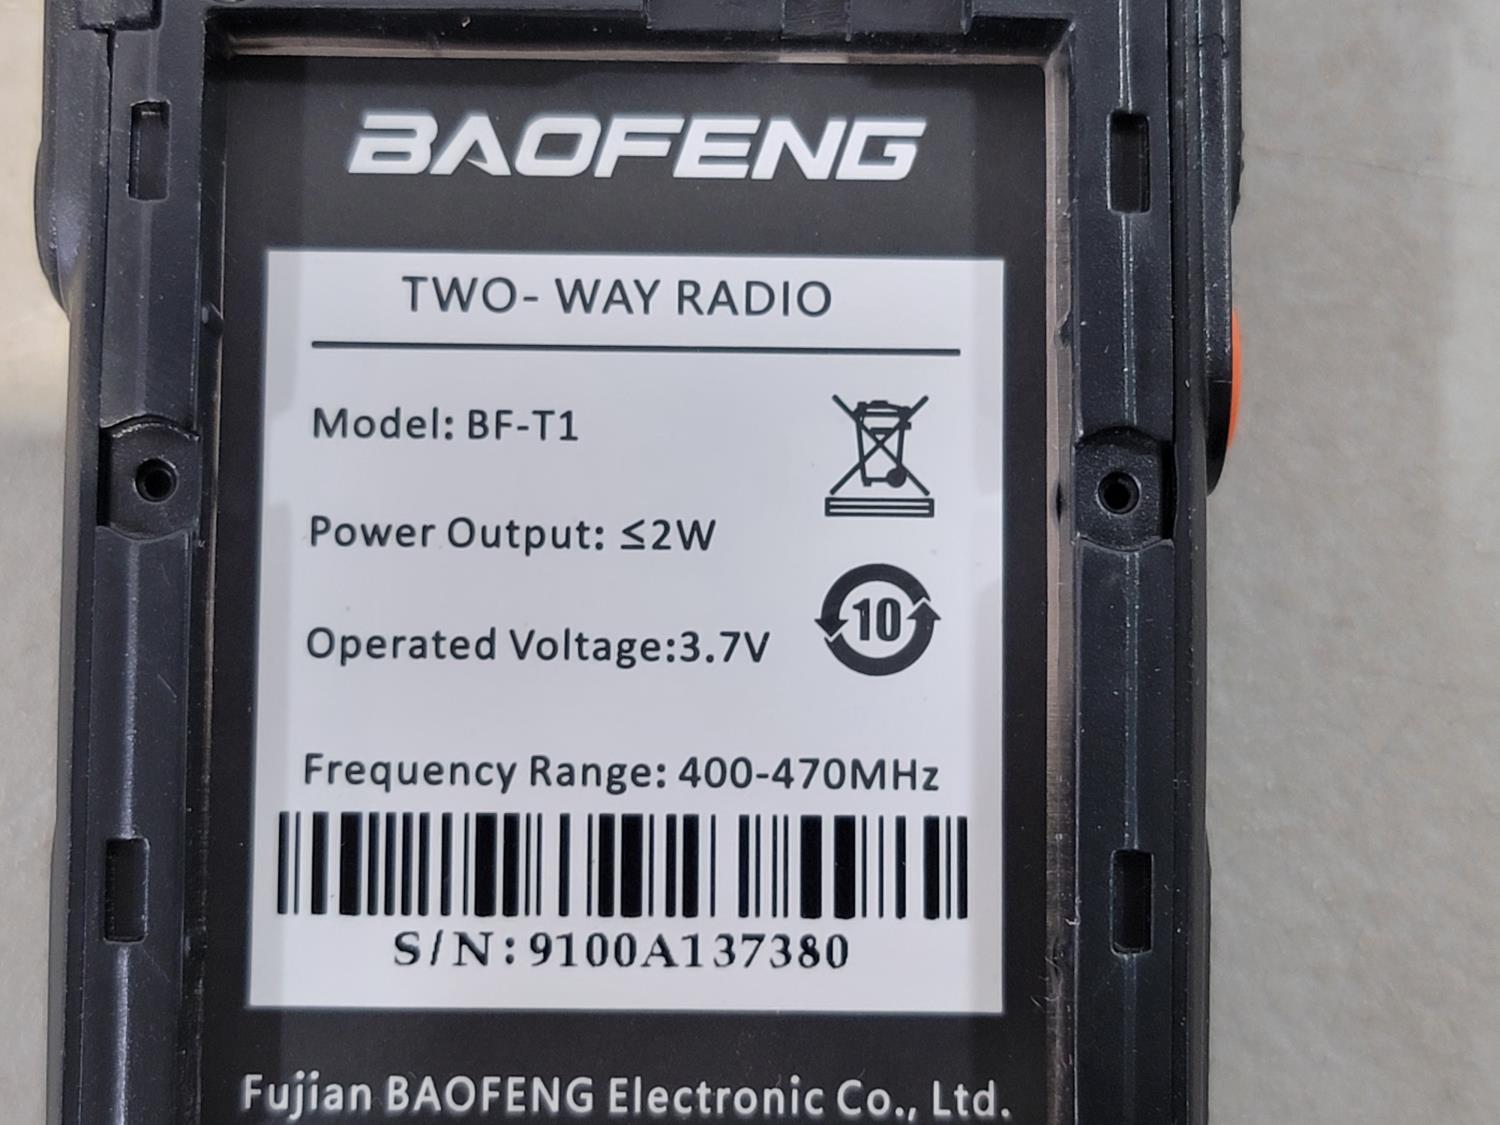 BAOFENG
TWO- WAY RADIO
Model: BF-T1
Power Output: ≤2W
Operated Voltage:3.7V
10
Frequency Range: 400-470MHz
S/N:9100A137380
Fujian BAOFENG Electronic Co., Ltd.